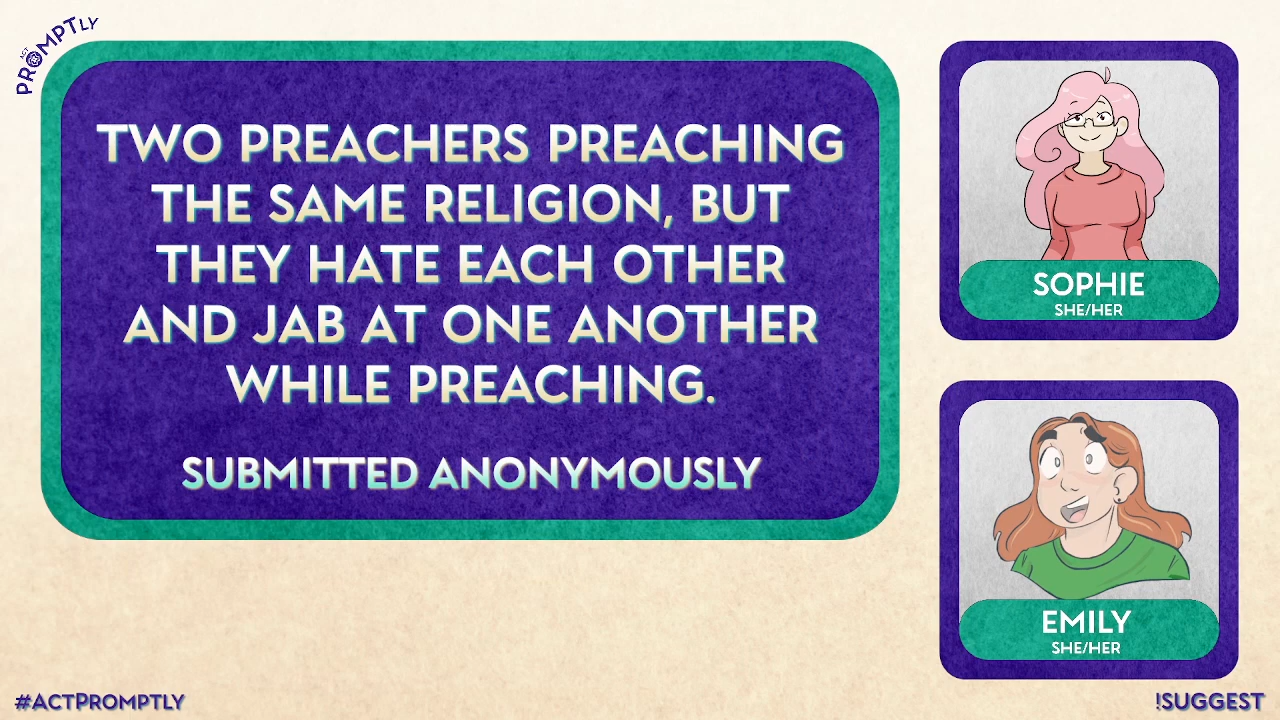 ACT
PROMPTLY
TWO PREACHERS PREACHING
THE SAME RELIGION, BUT
THEY HATE EACH OTHER
AND JAB AT ONE ANOTHER
WHILE PREACHING.
SUBMITTED ANONYMOUSLY
SOPHIE
SHE/HER
EMILY
SHE/HER
#ACTPROMPTLY
!SUGGEST